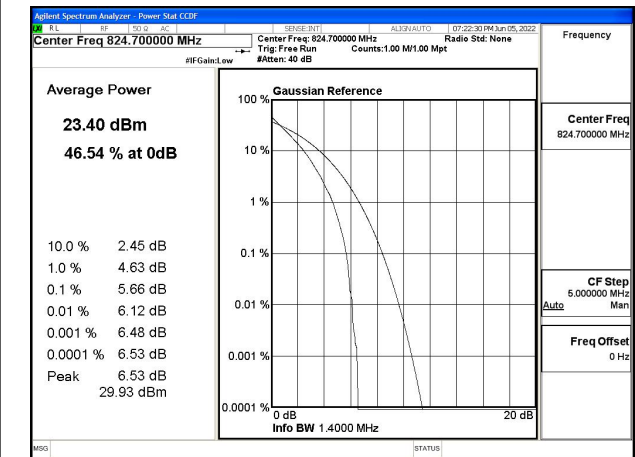 Agilent Spectrum Analyzer - Power Stat CCDF
RL RF 50 Ω AC SENSE:INT ALIGN AUTO 07:22:30 PM Jun 05, 2022
Center Freq 824.700000 MHz
Center Freq: 824.700000 MHz Radio Std: None
Trig: Free Run Counts:1.00 M/1.00 Mpt
#IFGain:Low #Atten: 40 dB
Frequency
Average Power
23.40 dBm
46.54 % at 0dB
10.0 % 2.45 dB
1.0 % 4.63 dB
0.1 % 5.66 dB
0.01 % 6.12 dB
0.001 % 6.48 dB
0.0001 % 6.53 dB
Peak 6.53 dB
29.93 dBm
Gaussian Reference
100 %
10 %
1 %
0.1 %
0.01 %
0.001 %
0.0001 %
0 dB 20 dB
Info BW 1.4000 MHz
Center Freq
824.700000 MHz
CF Step
5.000000 MHz
Auto Man
Freq Offset
0 Hz
MSG STATUS